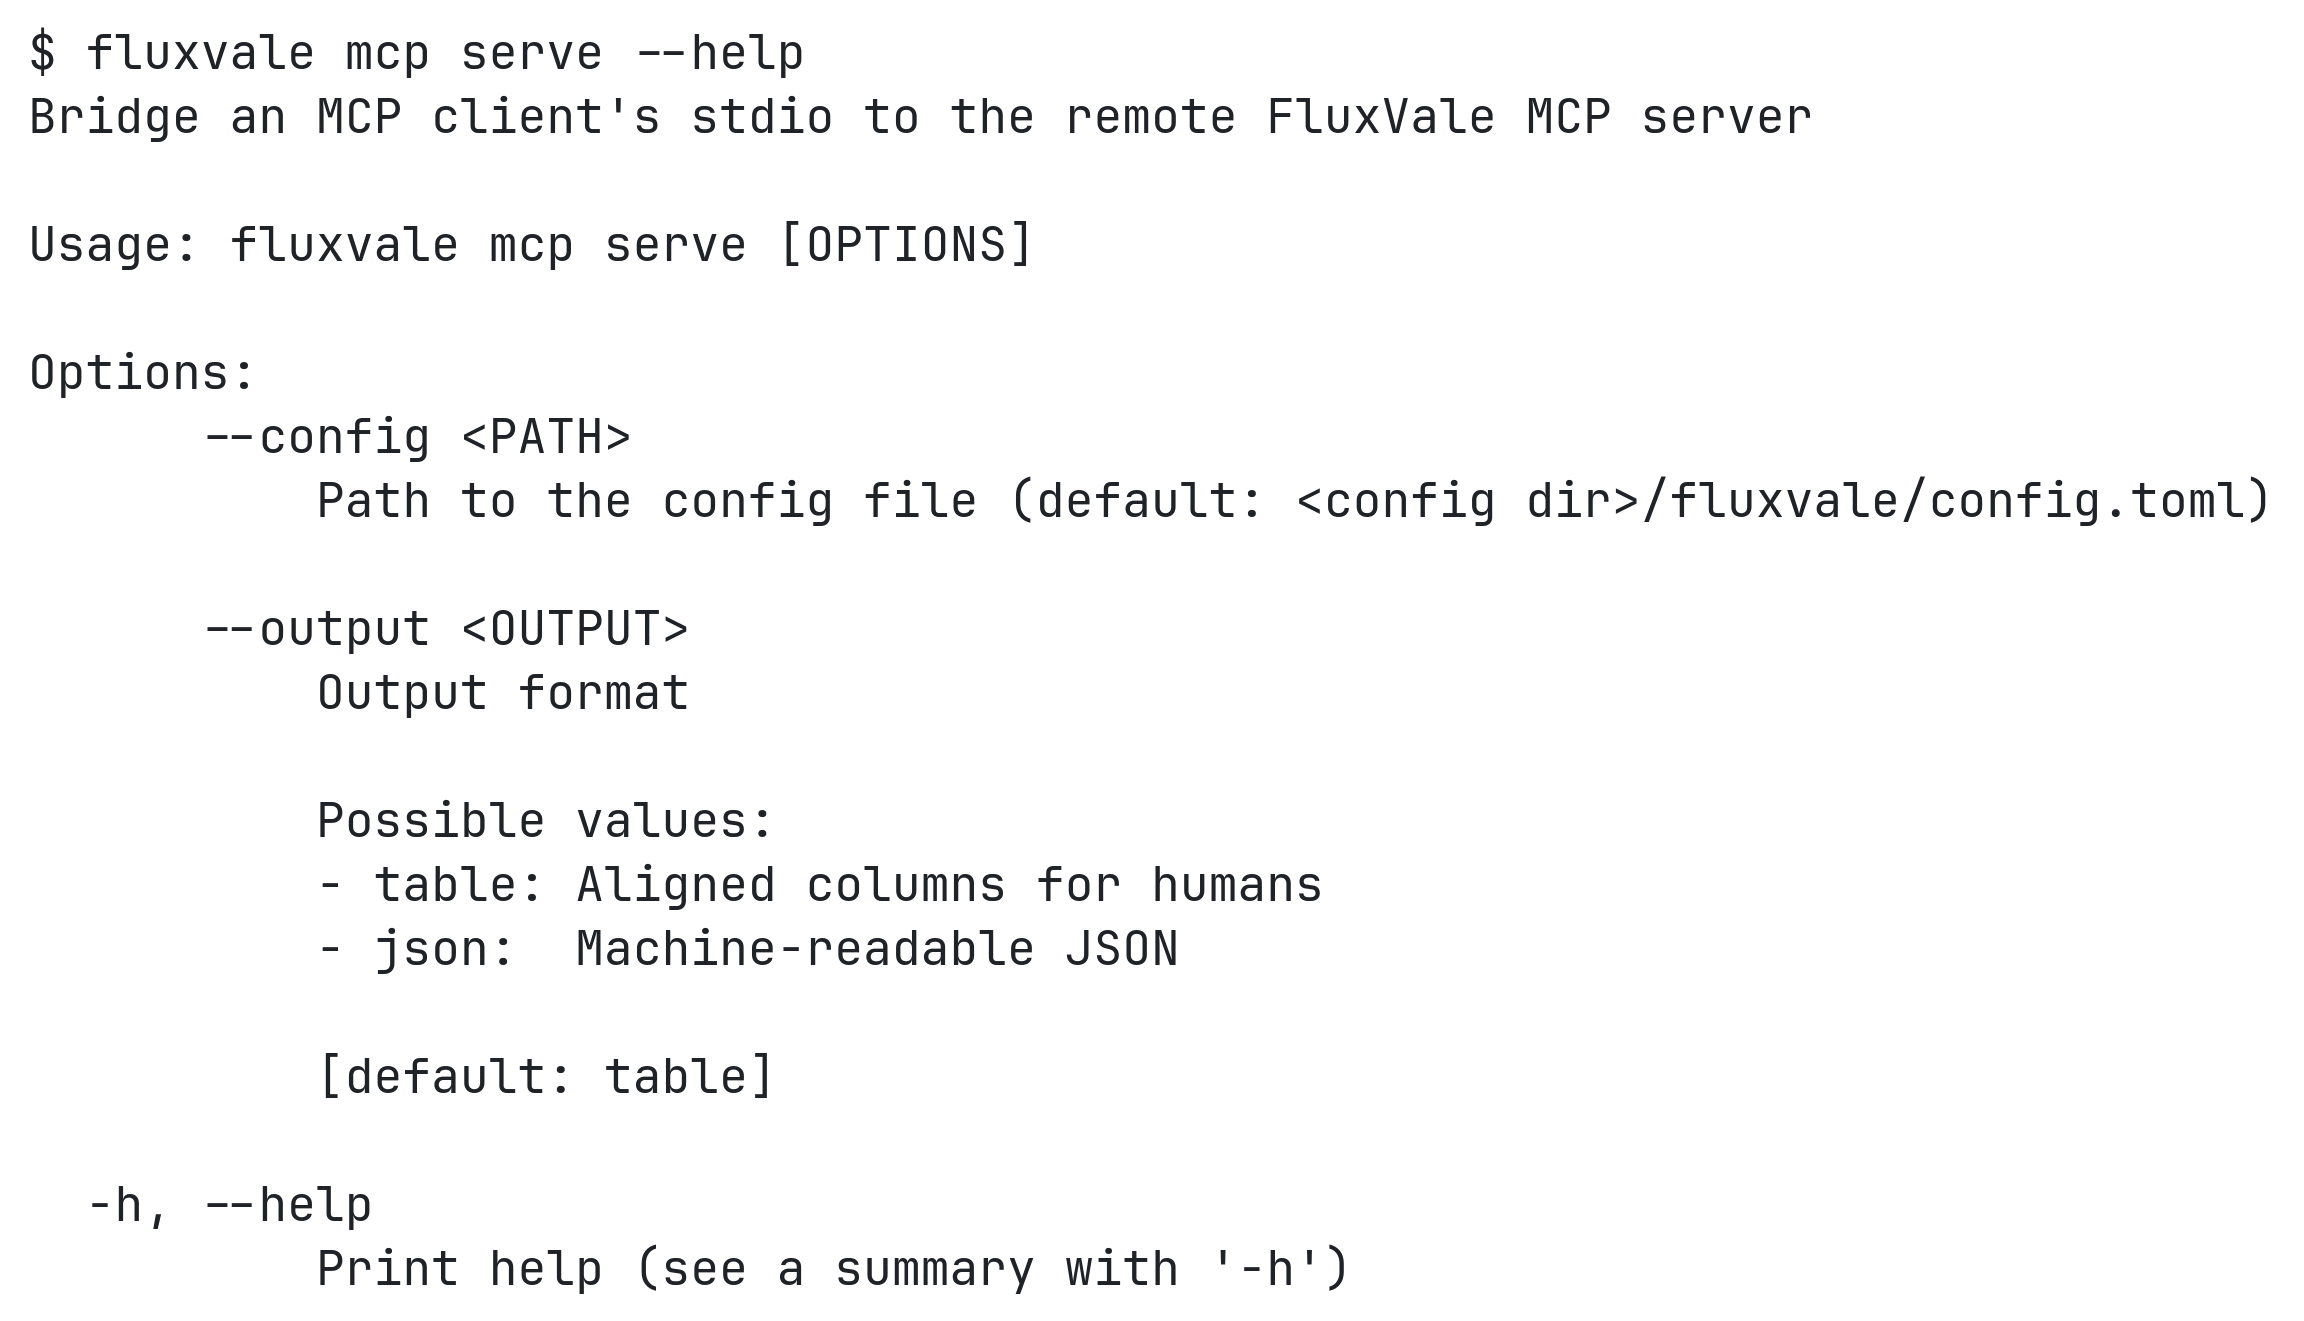 $ fluxvale mcp serve --help
Bridge an MCP client's stdio to the remote FluxVale MCP server

Usage: fluxvale mcp serve [OPTIONS]

Options:
      --config <PATH>
          Path to the config file (default: <config dir>/fluxvale/config.toml)

      --output <OUTPUT>
          Output format

          Possible values:
          - table: Aligned columns for humans
          - json:  Machine-readable JSON

          [default: table]

  -h, --help
          Print help (see a summary with '-h')